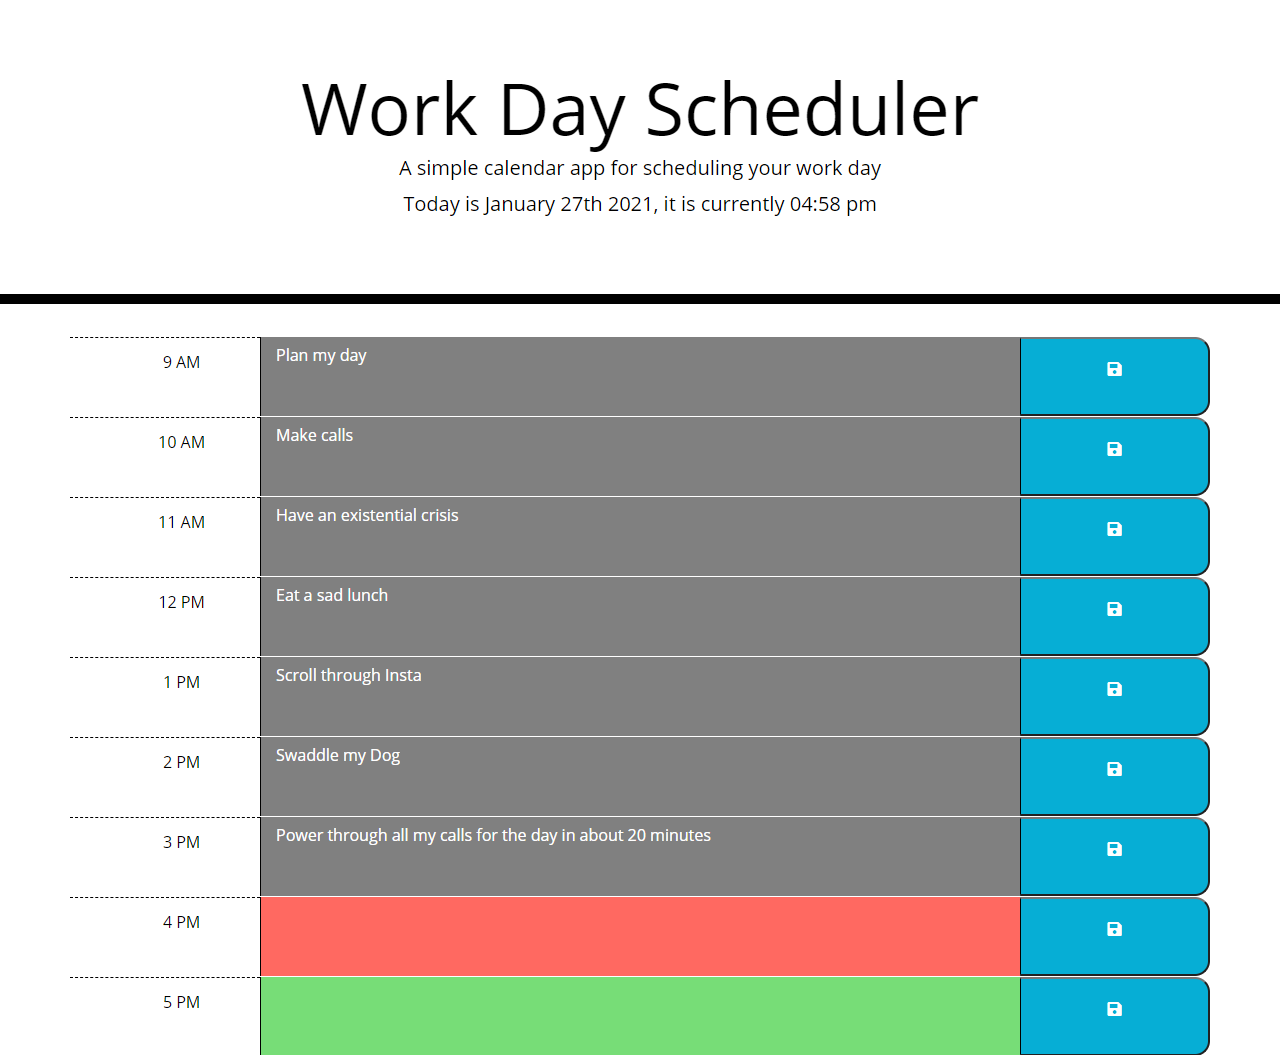 Work Day Scheduler
A simple calendar app for scheduling your work day
Today is January 27th 2021, it is currently 04:58 pm
9 AM Plan my day
10 AM Make calls
11 AM Have an existential crisis
12 PM Eat a sad lunch
1 PM Scroll through Insta
2 PM Swaddle my Dog
3 PM Power through all my calls for the day in about 20 minutes
4 PM
5 PM